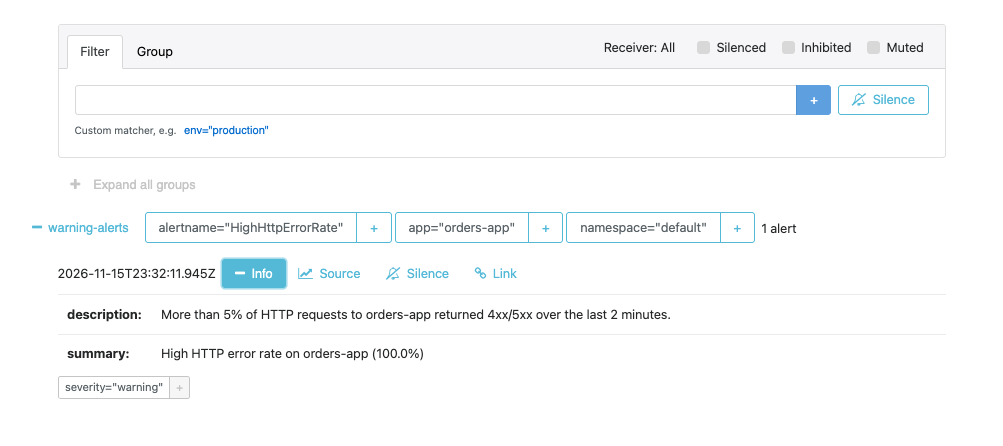 Filter Group Receiver: All Silenced Inhibited Muted
+ Silence
Custom matcher, e.g. env="production"
+ Expand all groups
− warning-alerts alertname="HighHttpErrorRate" + app="orders-app" + namespace="default" + 1 alert
2026-11-15T23:32:11.945Z − Info Source Silence Link
description: More than 5% of HTTP requests to orders-app returned 4xx/5xx over the last 2 minutes.
summary: High HTTP error rate on orders-app (100.0%)
severity="warning" +